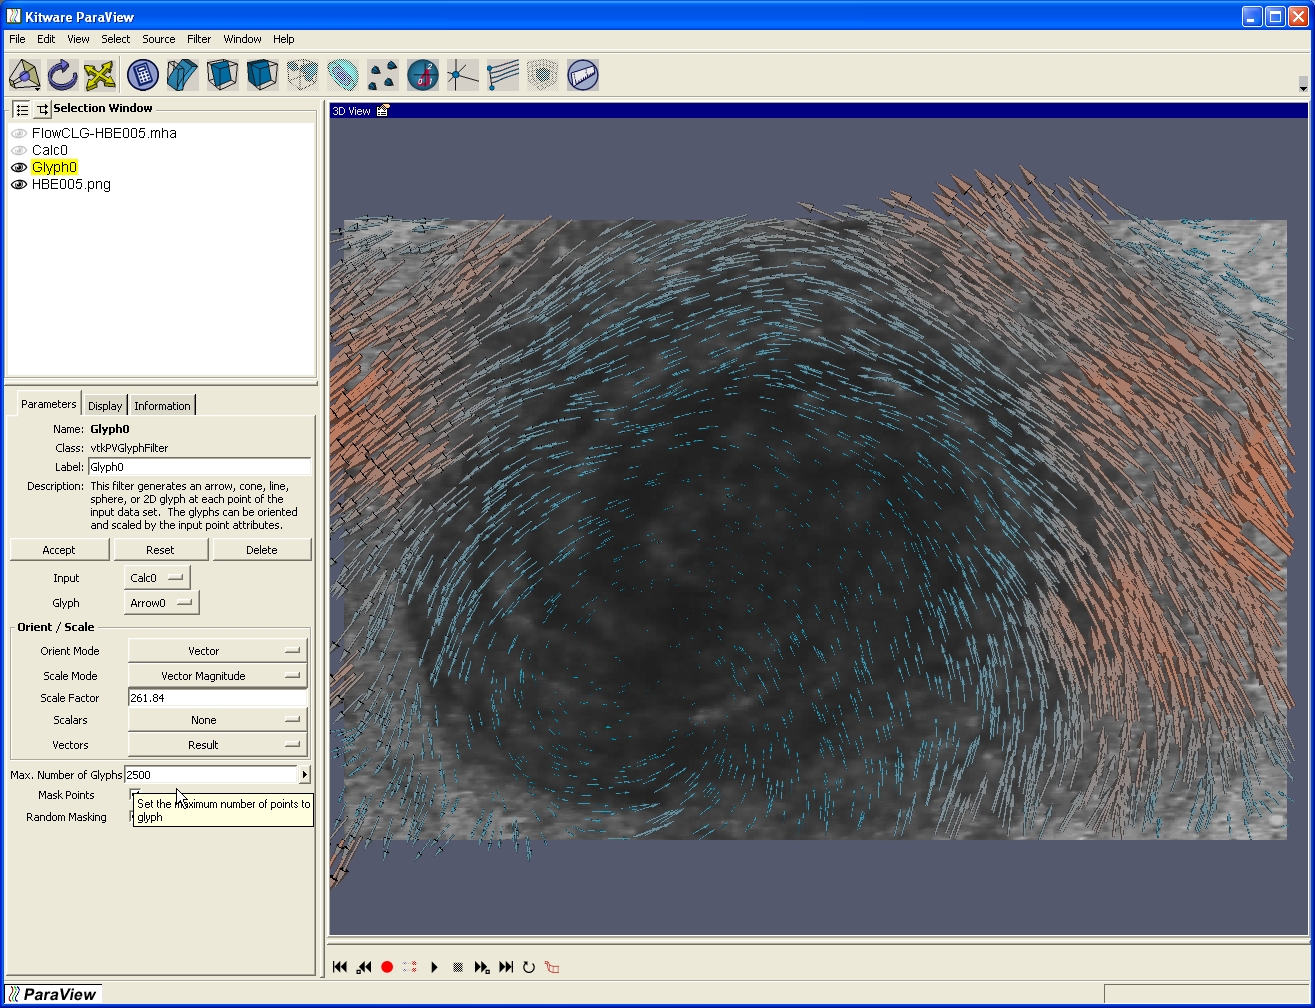 Kitware ParaView
File Edit View Select Source Filter Window Help
Selection Window
FlowCLG-HBE005.mha
Calc0
Glyph0
HBE005.png
3D View
Parameters Display Information
Name: Glyph0
Class: vtkPVGlyphFilter
Label: Glyph0
Description: This filter generates an arrow, cone, line,
sphere, or 2D glyph at each point of the
input data set. The glyphs can be oriented
and scaled by the input point attributes.
Accept Reset Delete
Input Calc0
Glyph Arrow0
Orient / Scale
Orient Mode Vector
Scale Mode Vector Magnitude
Scale Factor 261.84
Scalars None
Vectors Result
Max. Number of Glyphs 2500
Mask Points
Set the maximum number of points to
glyph
Random Masking
ParaView